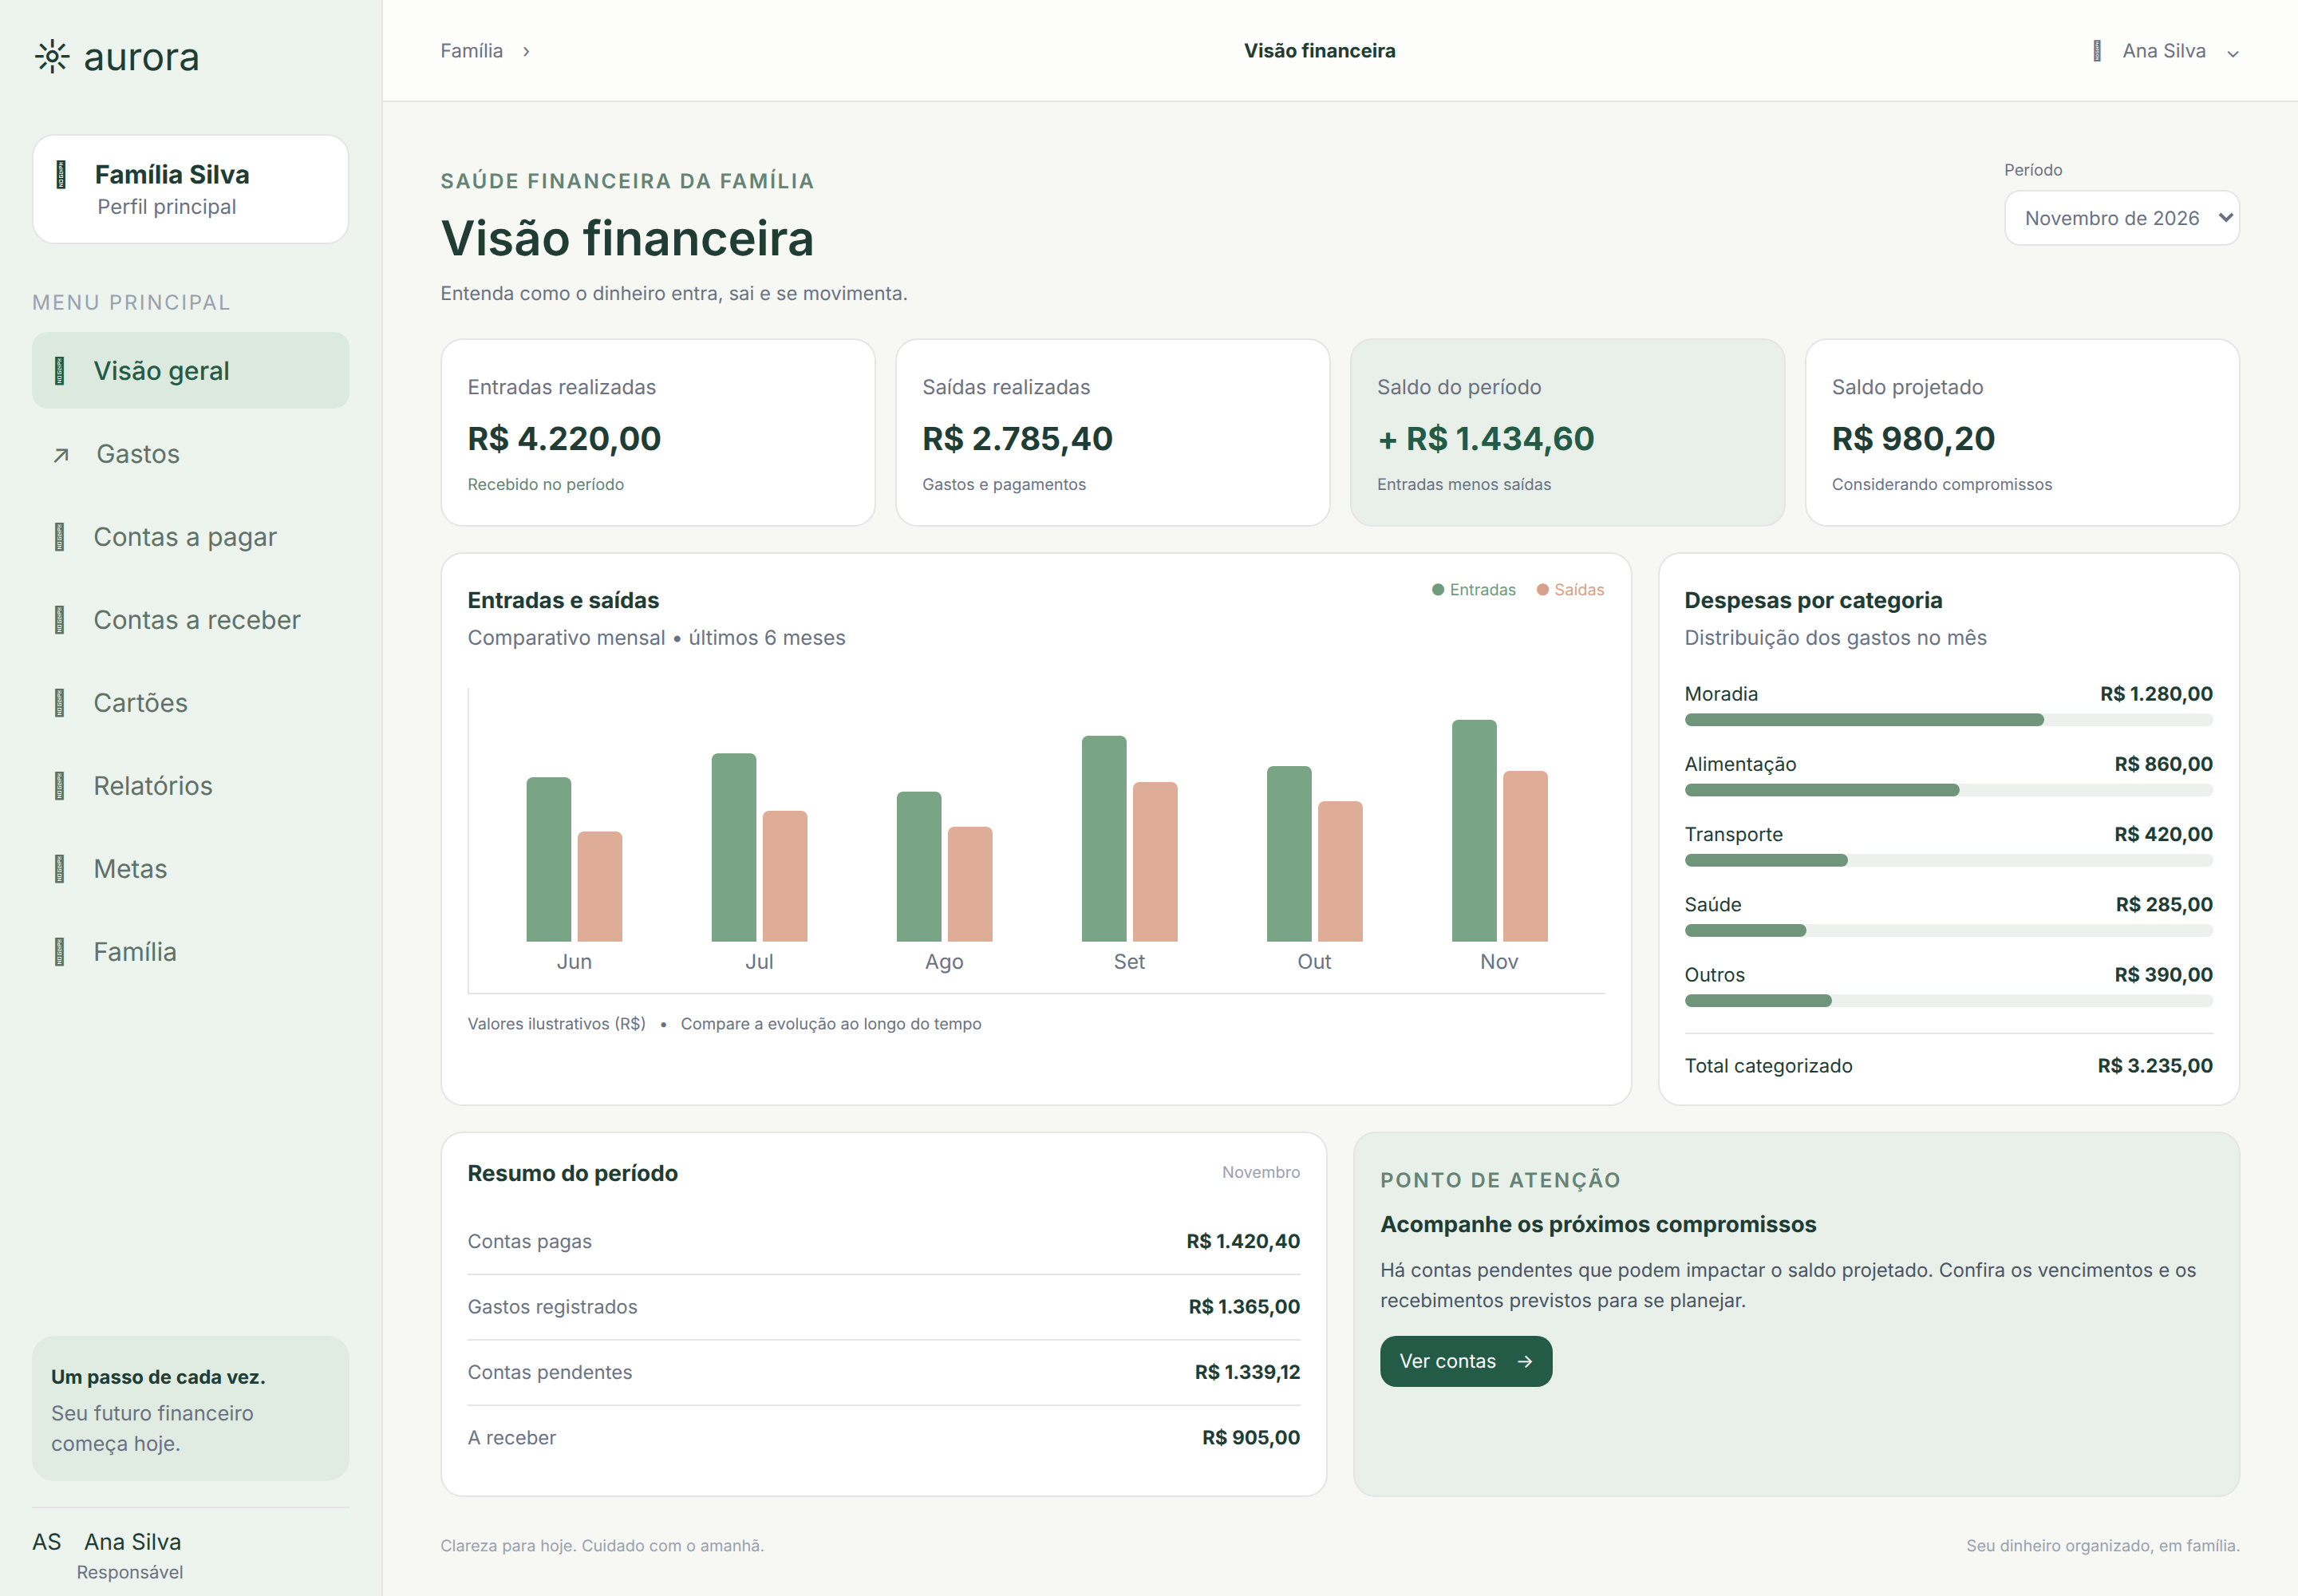 aurora
Família Silva
Perfil principal
MENU PRINCIPAL
Visão geral
↗ Gastos
Contas a pagar
Contas a receber
Cartões
Relatórios
Metas
Família
Um passo de cada vez.
Seu futuro financeiro
começa hoje.
AS Ana Silva
Responsável
Família ›
Visão financeira
Ana Silva
SAÚDE FINANCEIRA DA FAMÍLIA
Visão financeira
Entenda como o dinheiro entra, sai e se movimenta.
Período
Novembro de 2026
Entradas realizadas
R$ 4.220,00
Recebido no período
Saídas realizadas
R$ 2.785,40
Gastos e pagamentos
Saldo do período
+ R$ 1.434,60
Entradas menos saídas
Saldo projetado
R$ 980,20
Considerando compromissos
Entradas e saídas
Comparativo mensal • últimos 6 meses
Entradas Saídas
Jun Jul Ago Set Out Nov
Valores ilustrativos (R$) • Compare a evolução ao longo do tempo
Despesas por categoria
Distribuição dos gastos no mês
Moradia R$ 1.280,00
Alimentação R$ 860,00
Transporte R$ 420,00
Saúde R$ 285,00
Outros R$ 390,00
Total categorizado R$ 3.235,00
Resumo do período Novembro
Contas pagas R$ 1.420,40
Gastos registrados R$ 1.365,00
Contas pendentes R$ 1.339,12
A receber R$ 905,00
PONTO DE ATENÇÃO
Acompanhe os próximos compromissos
Há contas pendentes que podem impactar o saldo projetado. Confira os vencimentos e os
recebimentos previstos para se planejar.
Ver contas →
Clareza para hoje. Cuidado com o amanhã.
Seu dinheiro organizado, em família.